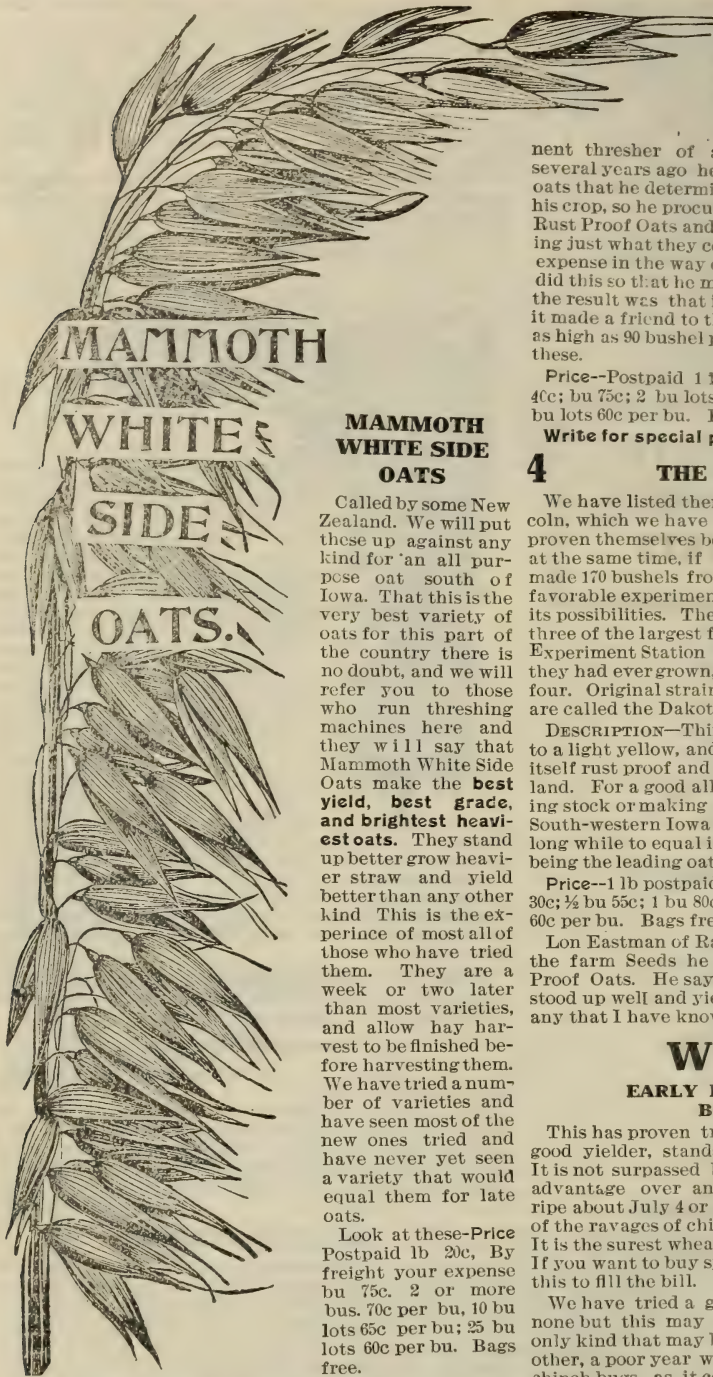 MAMMOTH
WHITE
SIDE
OATS.
MAMMOTH
WHITE SIDE
OATS
Called by some New
Zealand. We will put
these up against any
kind for an all pur-
pose oat south of
Iowa. That this is the
very best variety of
oats for this part of
the country there is
no doubt, and we will
refer you to those
who run threshing
machines here and
they will say that
Mammoth White Side
Oats make the best
yield, best grade,
and brightest heavi-
est oats. They stand
up better grow heavi-
er straw and yield
better than any other
kind This is the ex-
perince of most all of
those who have tried
them. They are a
week or two later
than most varieties,
and allow hay har-
vest to be finished be-
fore harvesting them.
We have tried a num-
ber of varieties and
have seen most of the
new ones tried and
have never yet seen
a variety that would
equal them for late
oats.
Look at these-Price
Postpaid lb 20c, By
freight your expense
bu 75c. 2 or more
bus. 70c per bu, 10 bu
lots 65c per bu; 25 bu
lots 60c per bu. Bags
free.
nent thresher of
several years ago he
oats that he determi
his crop, so he procu
Rust Proof Oats and
ing just what they c
expense in the way
did this so that he m
the result was that
it made a friend to t
as high as 90 bushel
these.
Price--Postpaid 1
40c; bu 75c; 2 bu lots
bu lots 60c per bu.
Write for special p
4 THE
We have listed the
coln, which we have
proven themselves b
at the same time, if
made 170 bushels fro
favorable experimen
its possibilities. The
three of the largest f
Experiment Station
they had ever grown,
four. Original strain
are called the Dakot
DESCRIPTION—Thi
to a light yellow, and
itself rust proof and
land. For a good all
ing stock or making
South-western Iowa
long while to equal i
being the leading oat
Price--1 lb postpaid
30c; ½ bu 55c; 1 bu 80c
60c per bu. Bags fre
Lon Eastman of Ra
the farm Seeds he
Proof Oats. He say
stood up well and yie
any that I have know
W
EARLY
B
This has proven tr
good yielder, stand
It is not surpassed
advantage over an
ripe about July 4 or
of the ravages of chi
It is the surest whea
If you want to buy s
this to fill the bill.
We have tried a g
none but this may
only kind that may
other, a poor year w
chinch bugs, as it